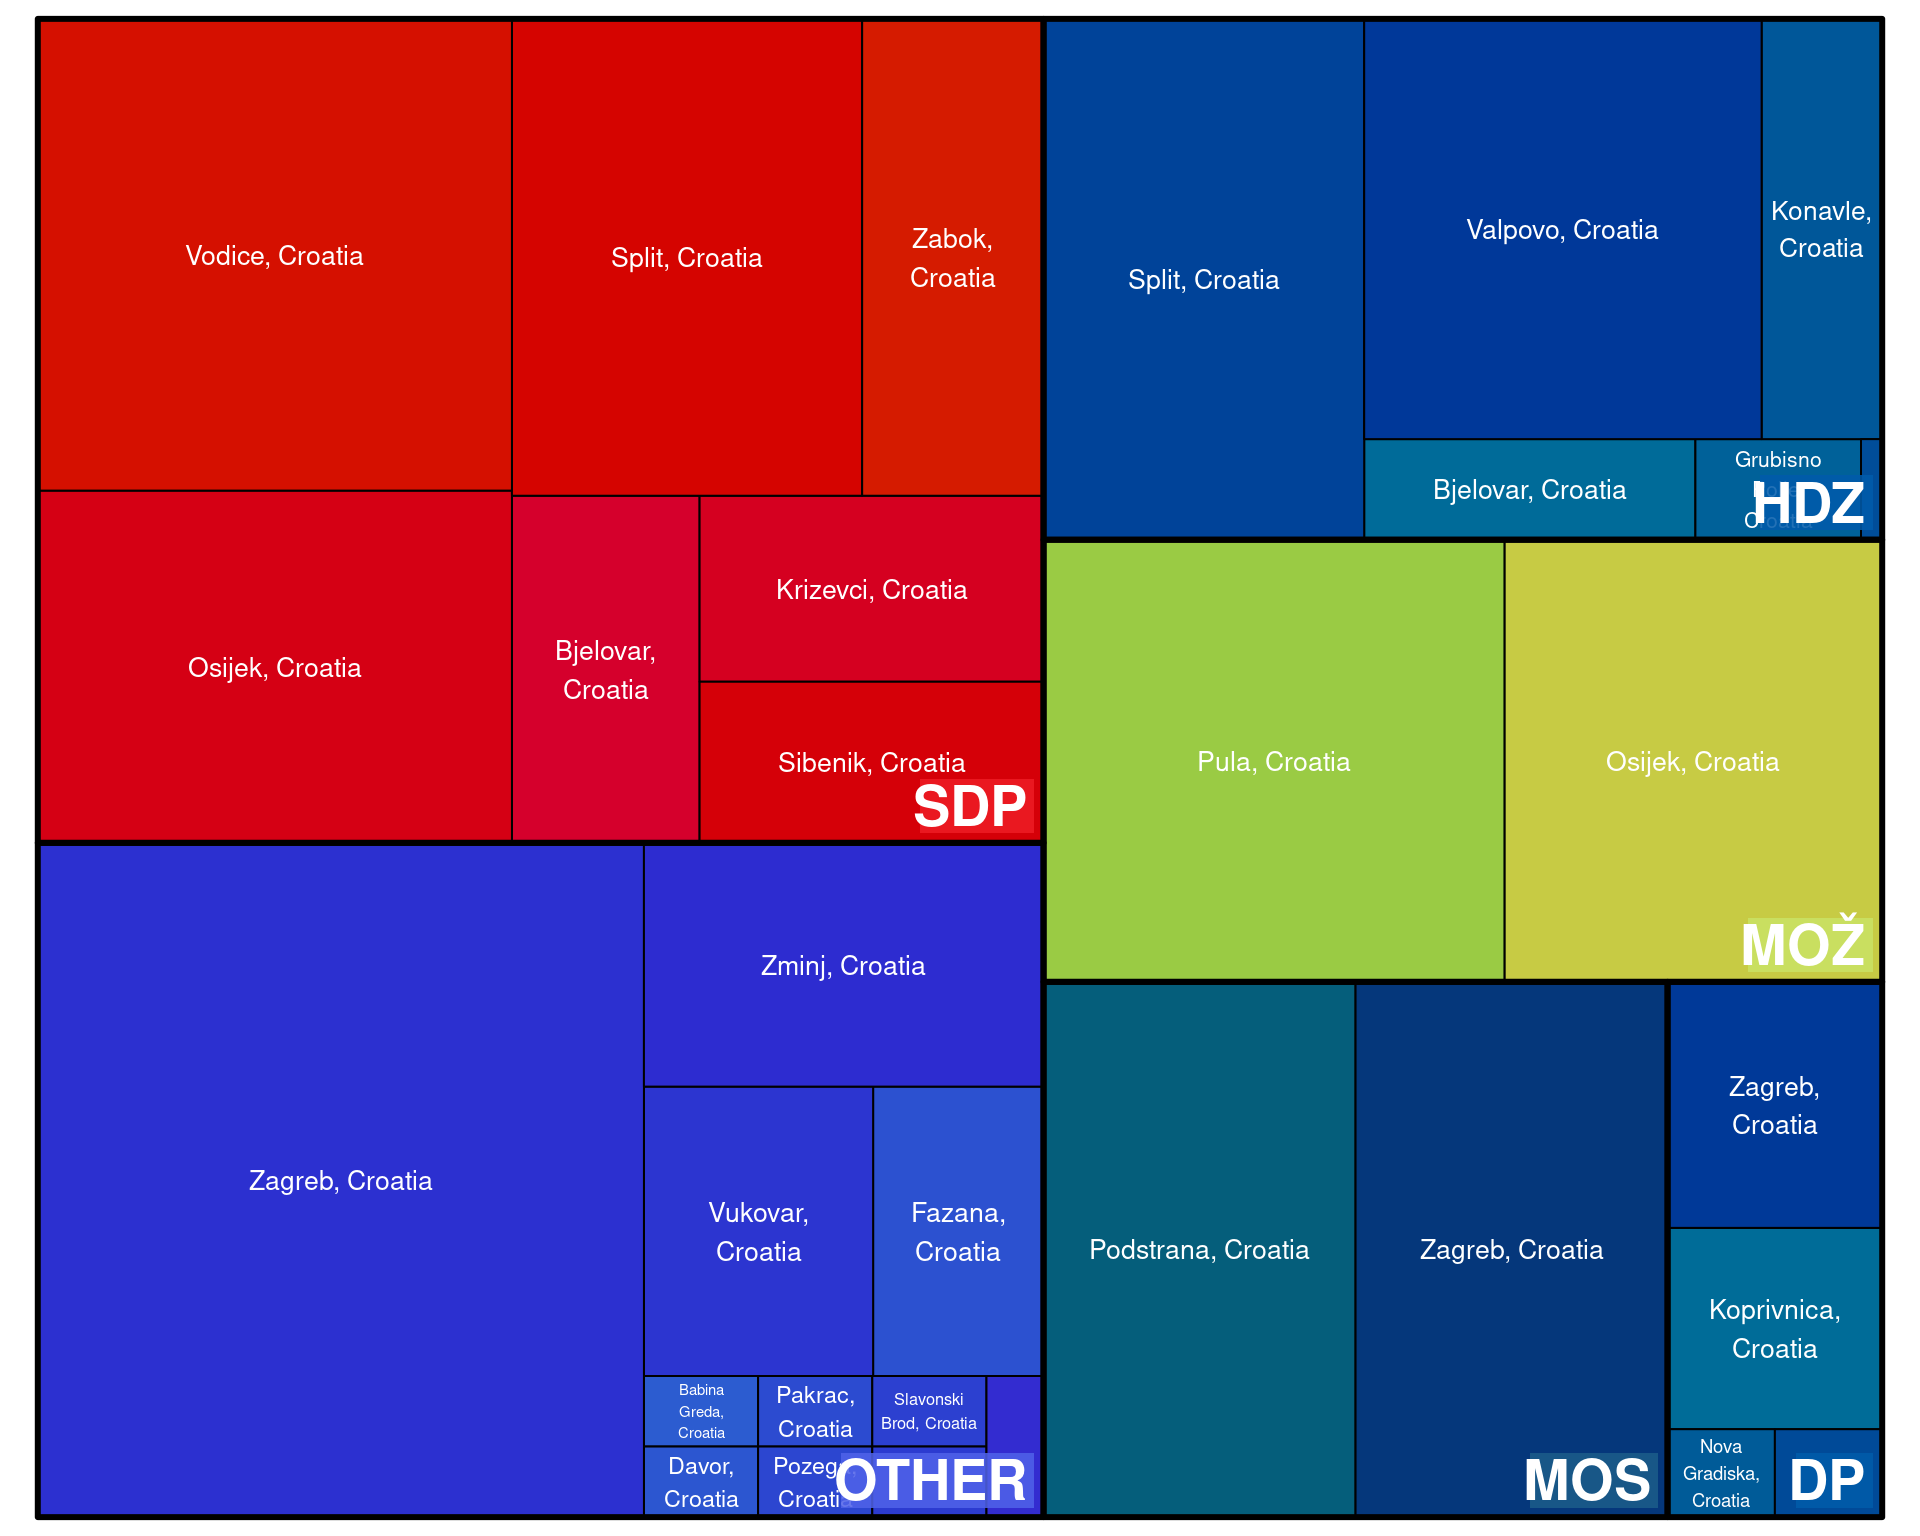 Vodice, Croatia
Split, Croatia
Zabok,
Croatia
Osijek, Croatia
Bjelovar,
Croatia
Krizevci, Croatia
Sibenik, Croatia
SDP
Split, Croatia
Valpovo, Croatia
Konavle,
Croatia
Bjelovar, Croatia
Grubisno
Croatia
HDZ
Pula, Croatia
Osijek, Croatia
MOŽ
Zagreb, Croatia
Zminj, Croatia
Vukovar,
Croatia
Fazana,
Croatia
Babina
Greda,
Croatia
Pakrac,
Croatia
Slavonski
Brod, Croatia
Davor,
Croatia
Pozega,
Croatia
OTHER
Podstrana, Croatia
Zagreb, Croatia
MOS
Zagreb,
Croatia
Koprivnica,
Croatia
Nova
Gradiska,
Croatia
DP